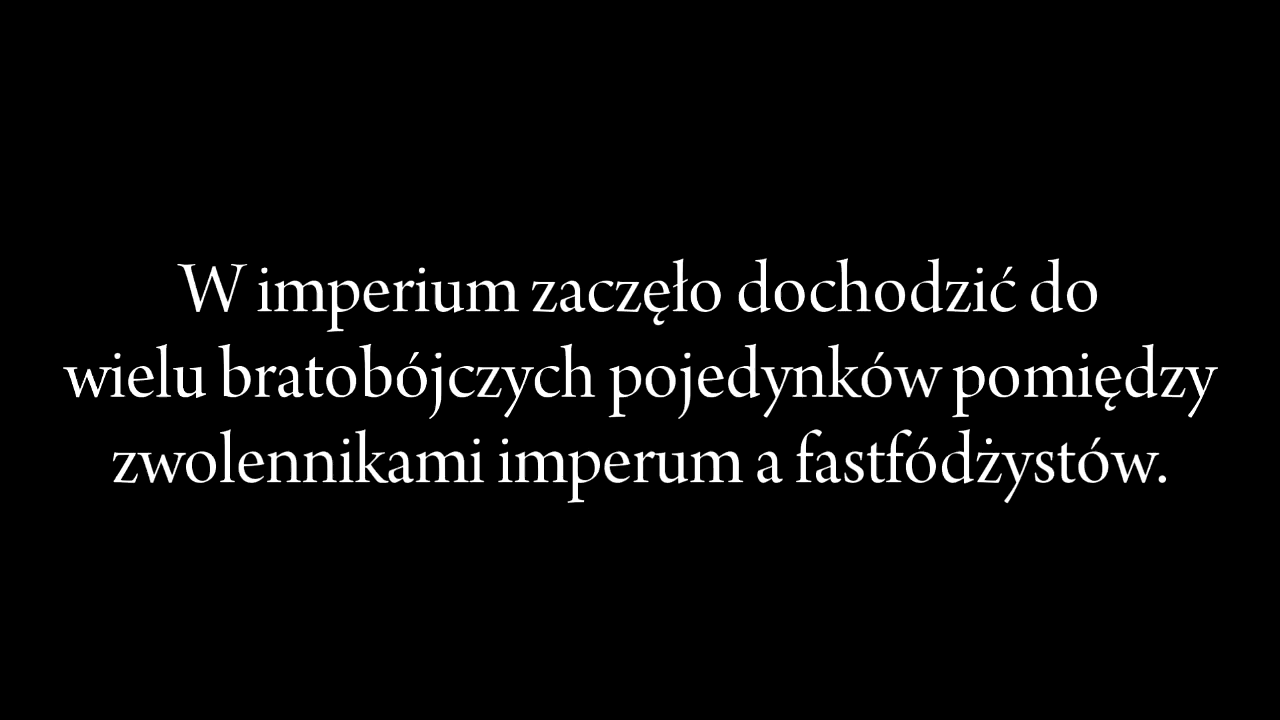 W imperium zaczęło dochodzić do
wielu bratobójczych pojedynków pomiędzy
zwolennikami imperum a fastfódżystów.